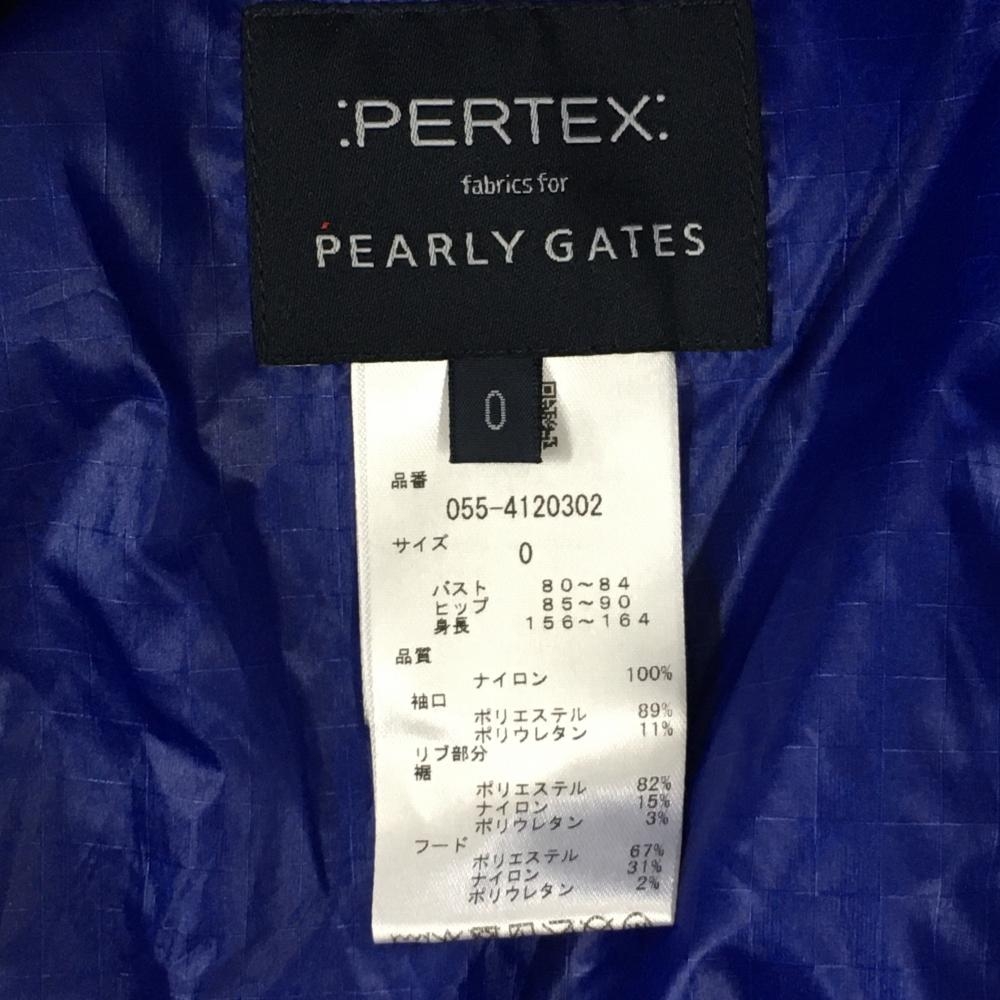 :PERTEX:
fabrics for
PEARLY GATES
0
品番
055-4120302
サイズ 0
バスト 80～84
ヒップ 85～90
身長 156～164
品質
ナイロン 100%
袖口
ポリエステル 89%
ポリウレタン 11%
リブ部分
裾
ポリエステル 82%
ナイロン 15%
ポリウレタン 3%
フード
ポリエステル 67%
ナイロン 31%
ポリウレタン 2%